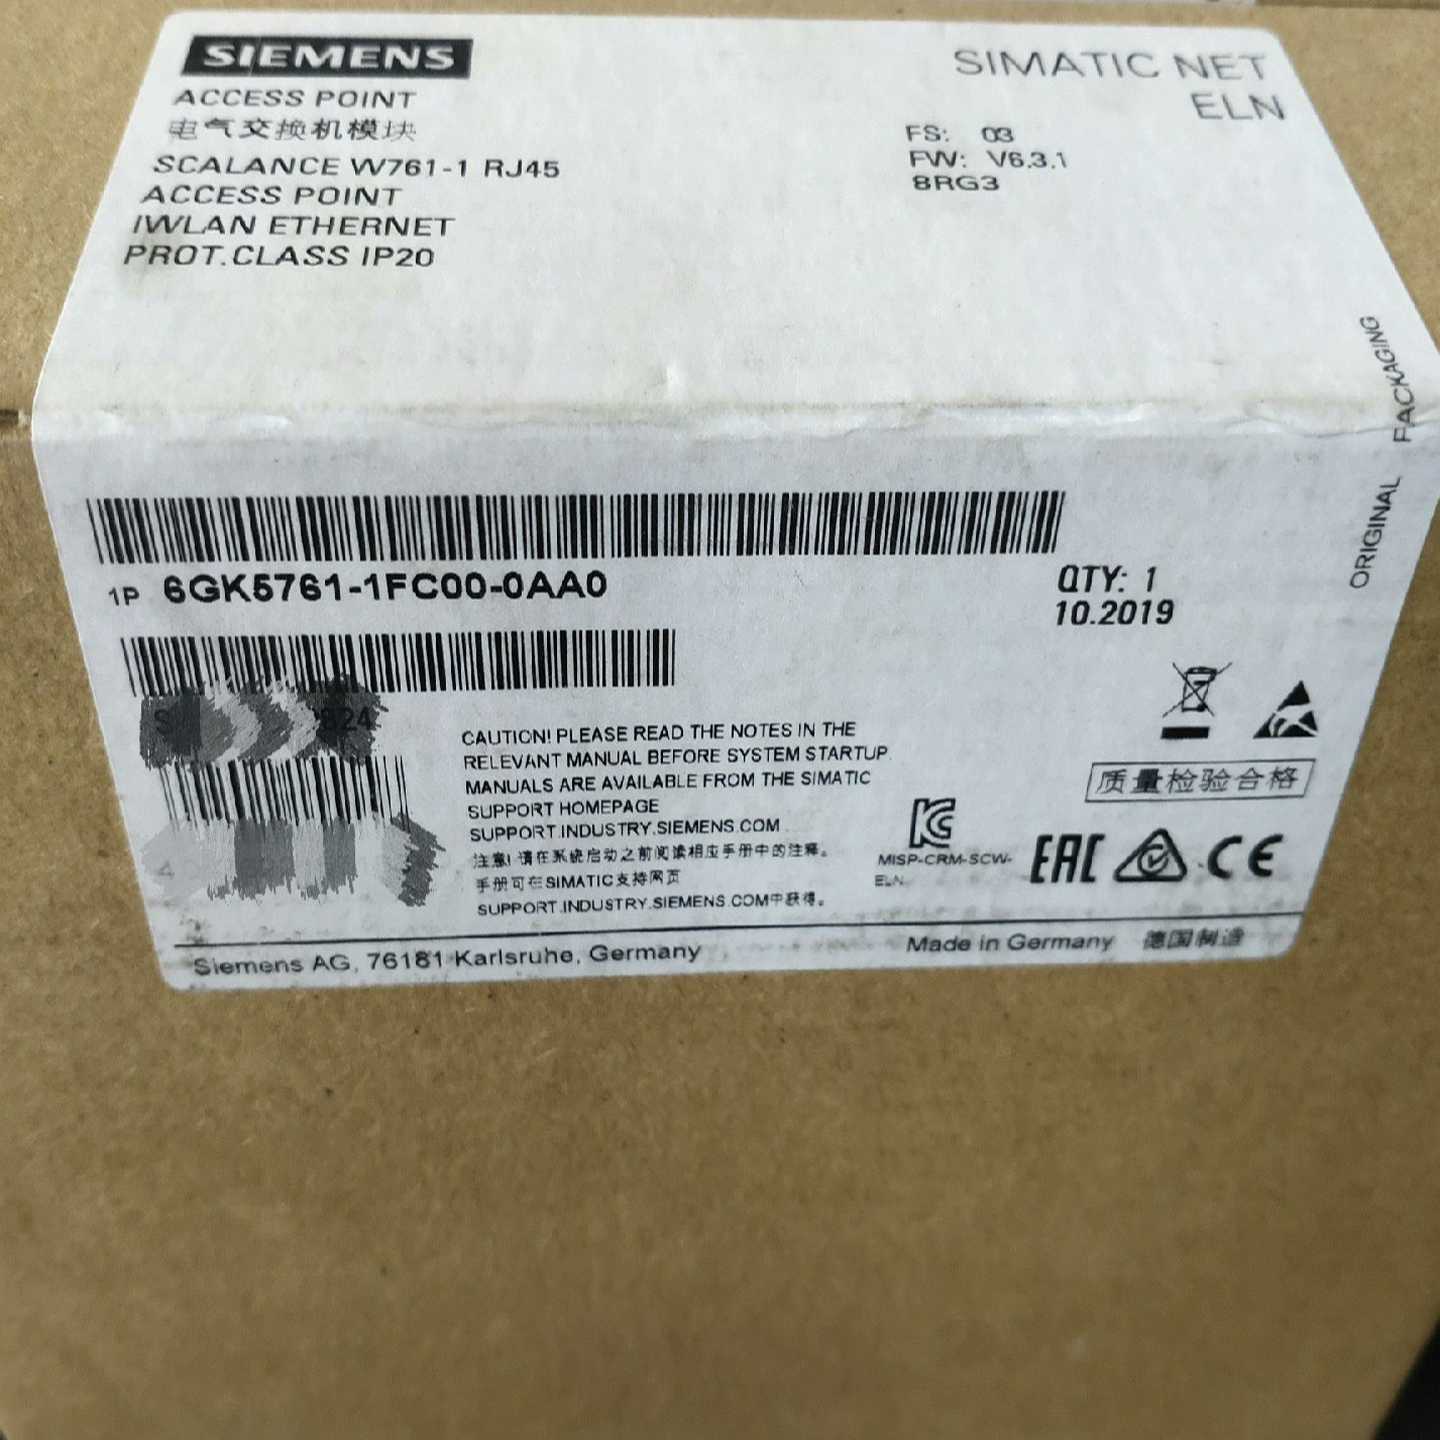 SIEMENS
SIMATIC NET
ELN
ACCESS POINT
电气交换机模块
FS: 03
FW: V6.3.1
8RG3
SCALANCE W761-1 RJ45
ACCESS POINT
IWLAN ETHERNET
PROT.CLASS IP20
ORIGINAL PACKAGING
1P 6GK5761-1FC00-0AA0
QTY: 1
10.2019
CAUTION! PLEASE READ THE NOTES IN THE
RELEVANT MANUAL BEFORE SYSTEM STARTUP.
MANUALS ARE AVAILABLE FROM THE SIMATIC
SUPPORT HOMEPAGE
SUPPORT.INDUSTRY.SIEMENS.COM
注意! 请在系统启动之前阅读相应手册中的注释。
手册可在SIMATIC支持网页
SUPPORT.INDUSTRY.SIEMENS.COM中获得。
质量检验合格
MISP-CRM-SCW-
ELN
EAC
CE
Siemens AG, 76181 Karlsruhe, Germany
Made in Germany 德国制造